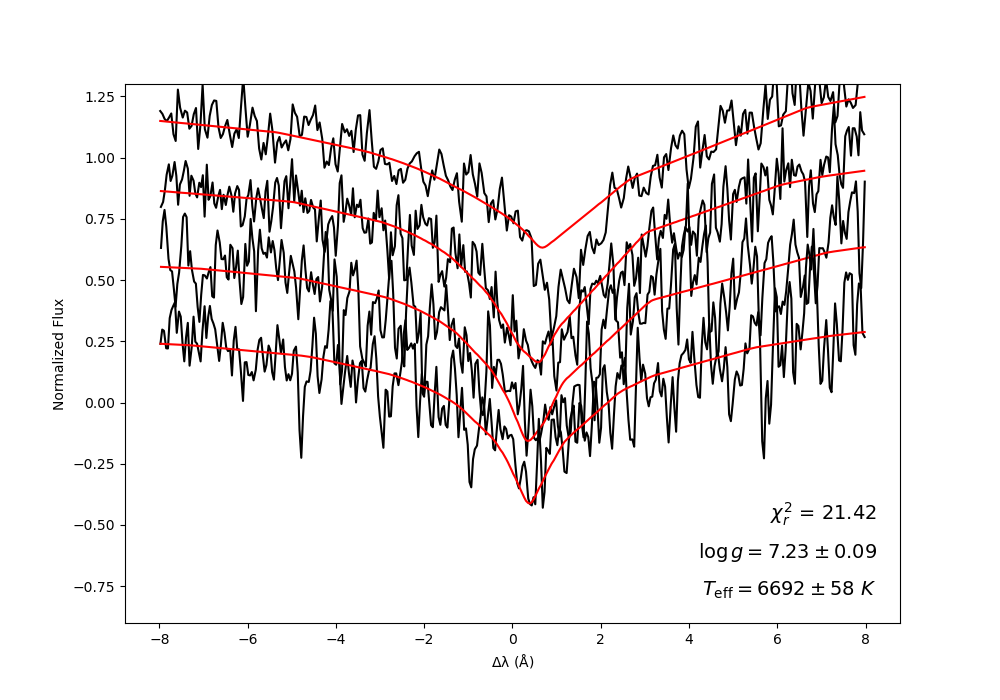 1.25
1.00
0.75
0.50
0.25
0.00
−0.25
−0.50
−0.75
Normalized Flux
χ²ᵣ = 21.42
log g = 7.23 ± 0.09
T_eff = 6692 ± 58 K
−8 −6 −4 −2 0 2 4 6 8
Δλ (Å)